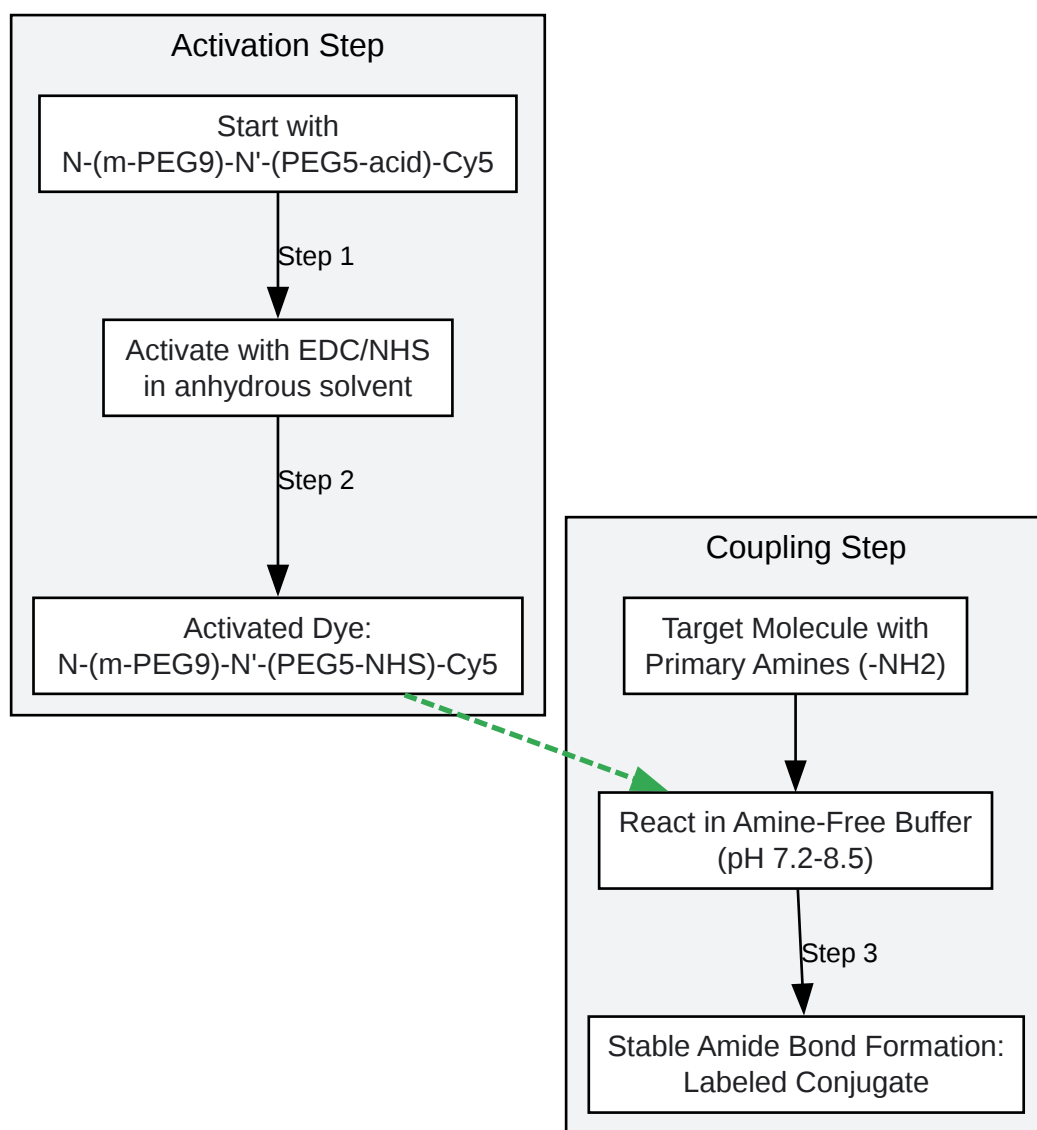 Activation Step
Start with
N-(m-PEG9)-N'-(PEG5-acid)-Cy5
Step 1
Activate with EDC/NHS
in anhydrous solvent
Step 2
Activated Dye:
N-(m-PEG9)-N'-(PEG5-NHS)-Cy5
Coupling Step
Target Molecule with
Primary Amines (-NH2)
React in Amine-Free Buffer
(pH 7.2-8.5)
Step 3
Stable Amide Bond Formation:
Labeled Conjugate